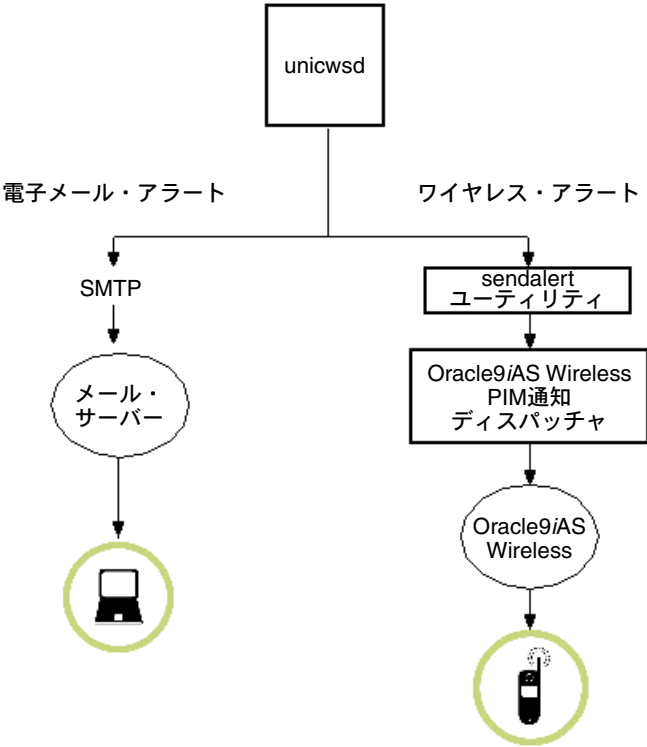 unicwsd
電子メール・アラート
ワイヤレス・アラート
SMTP
メール・
サーバー
sendalert
ユーティリティ
Oracle9iAS Wireless
PIM通知
ディスパッチャ
Oracle9iAS
Wireless